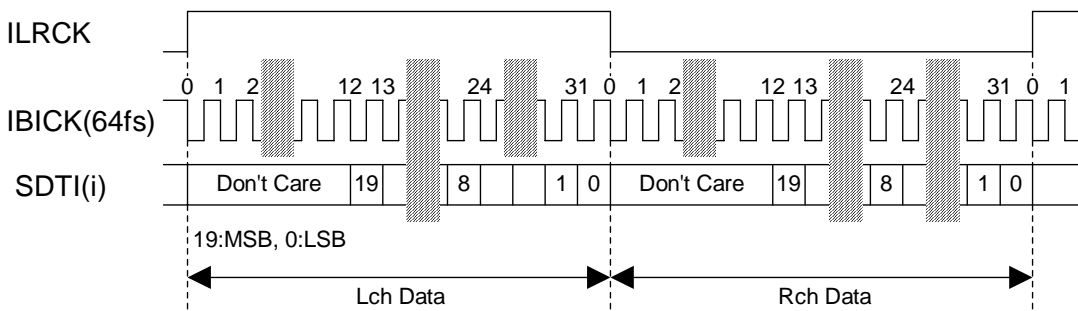 ILRCK
0 1 2 12 13 24 31 0 1 2 12 13 24 31 0 1
IBICK(64fs)
SDTI(i) Don't Care 19 8 1 0 Don't Care 19 8 1 0
19:MSB, 0:LSB
Lch Data Rch Data